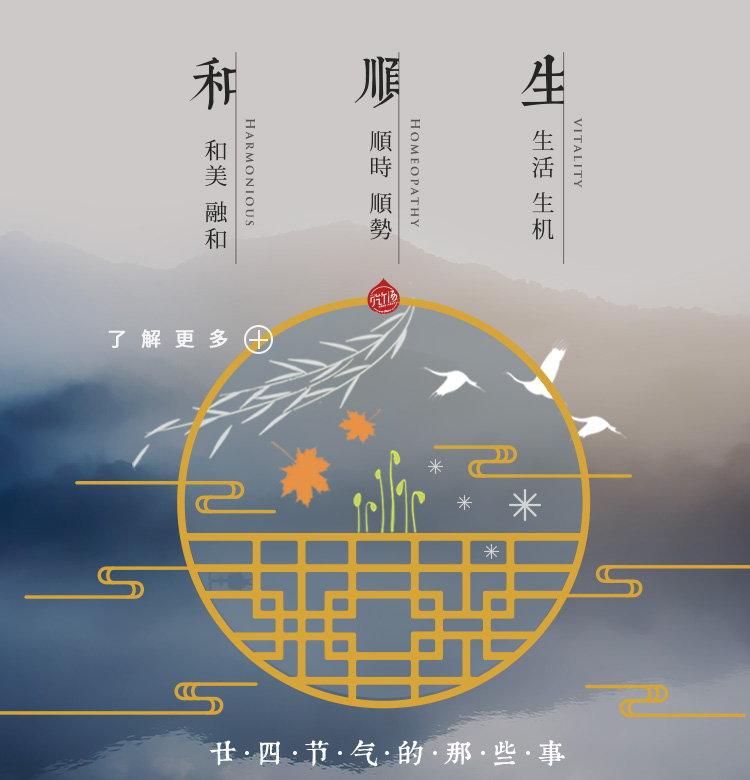 生
生活 生机
VITALITY
順
順時 順勢
HOMEOPATHY
和
和美 融和
HARMONIOUS
了解更多
廿·四·节·气·的·那·些·事